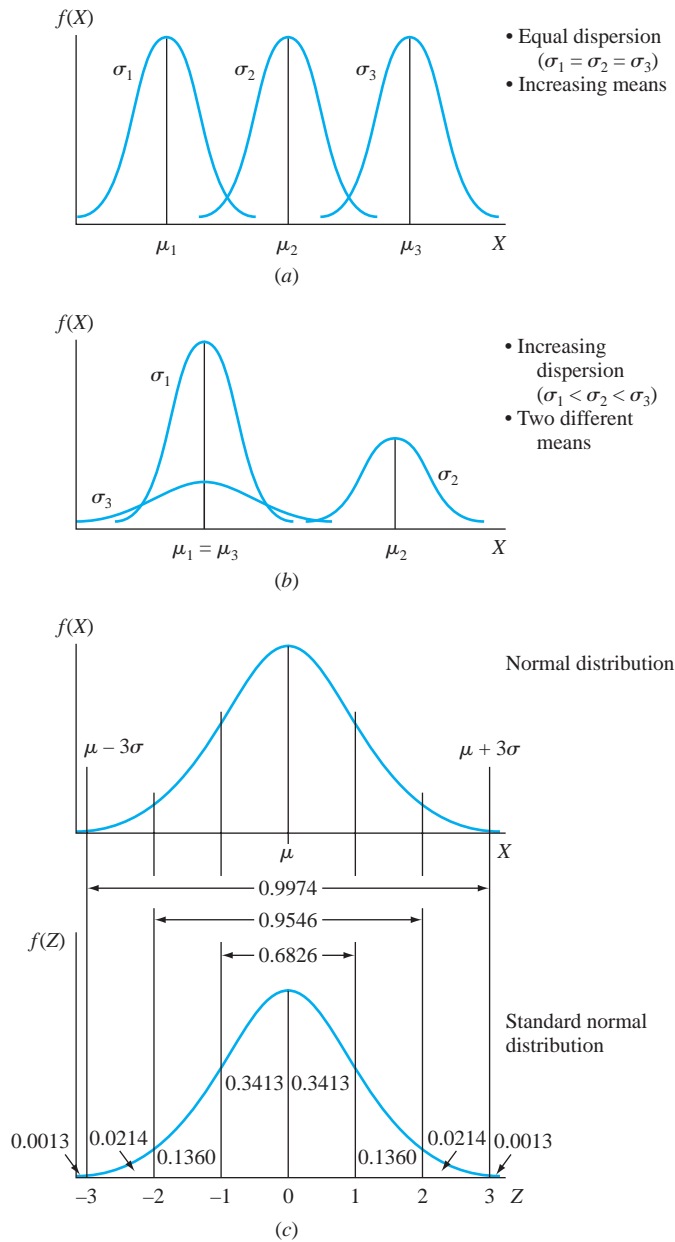 f(X)
σ1 σ2 σ3
• Equal dispersion
(σ1 = σ2 = σ3)
• Increasing means
μ1 μ2 μ3 X
(a)
f(X)
σ1
σ3
σ2
• Increasing
dispersion
(σ1 < σ2 < σ3)
• Two different
means
μ1 = μ3 μ2 X
(b)
f(X)
Normal distribution
μ – 3σ μ + 3σ
μ X
0.9974
0.9546
f(Z)
0.6826
Standard normal
distribution
0.3413 0.3413
0.0013 0.0214 0.1360 0.1360 0.0214 0.0013
–3 –2 –1 0 1 2 3 Z
(c)